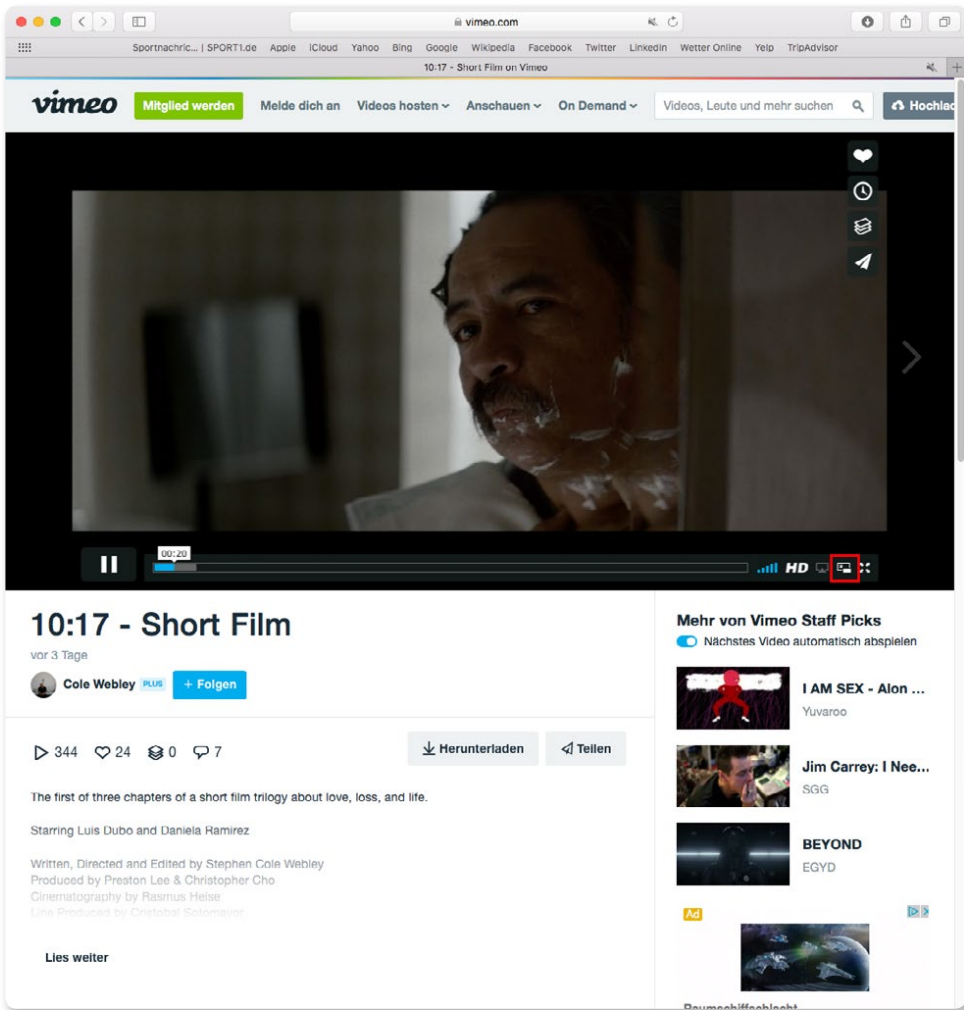 vimeo.com
Sportnachric... | SPORT1.de Apple iCloud Yahoo Bing Google Wikipedia Facebook Twitter LinkedIn Wetter Online Yelp TripAdvisor
10:17 - Short Film on Vimeo
vimeo Mitglied werden Melde dich an Videos hosten Anschauen On Demand Videos, Leute und mehr suchen Hochlad
00:20
HD
10:17 - Short Film
vor 3 Tage
Cole Webley PLUS + Folgen
344 24 0 7 Herunterladen Teilen
The first of three chapters of a short film trilogy about love, loss, and life.
Starring Luis Dubo and Daniela Ramirez
Written, Directed and Edited by Stephen Cole Webley
Produced by Preston Lee & Christopher Cho
Cinematography by Rasmus Heise
Line Produced by Cristobal Sotomayor
Lies weiter
Mehr von Vimeo Staff Picks
Nächstes Video automatisch abspielen
I AM SEX - Alon ...
Yuvaroo
Jim Carrey: I Nee...
SGG
BEYOND
EGYD
Ad
Raumschiffschlacht